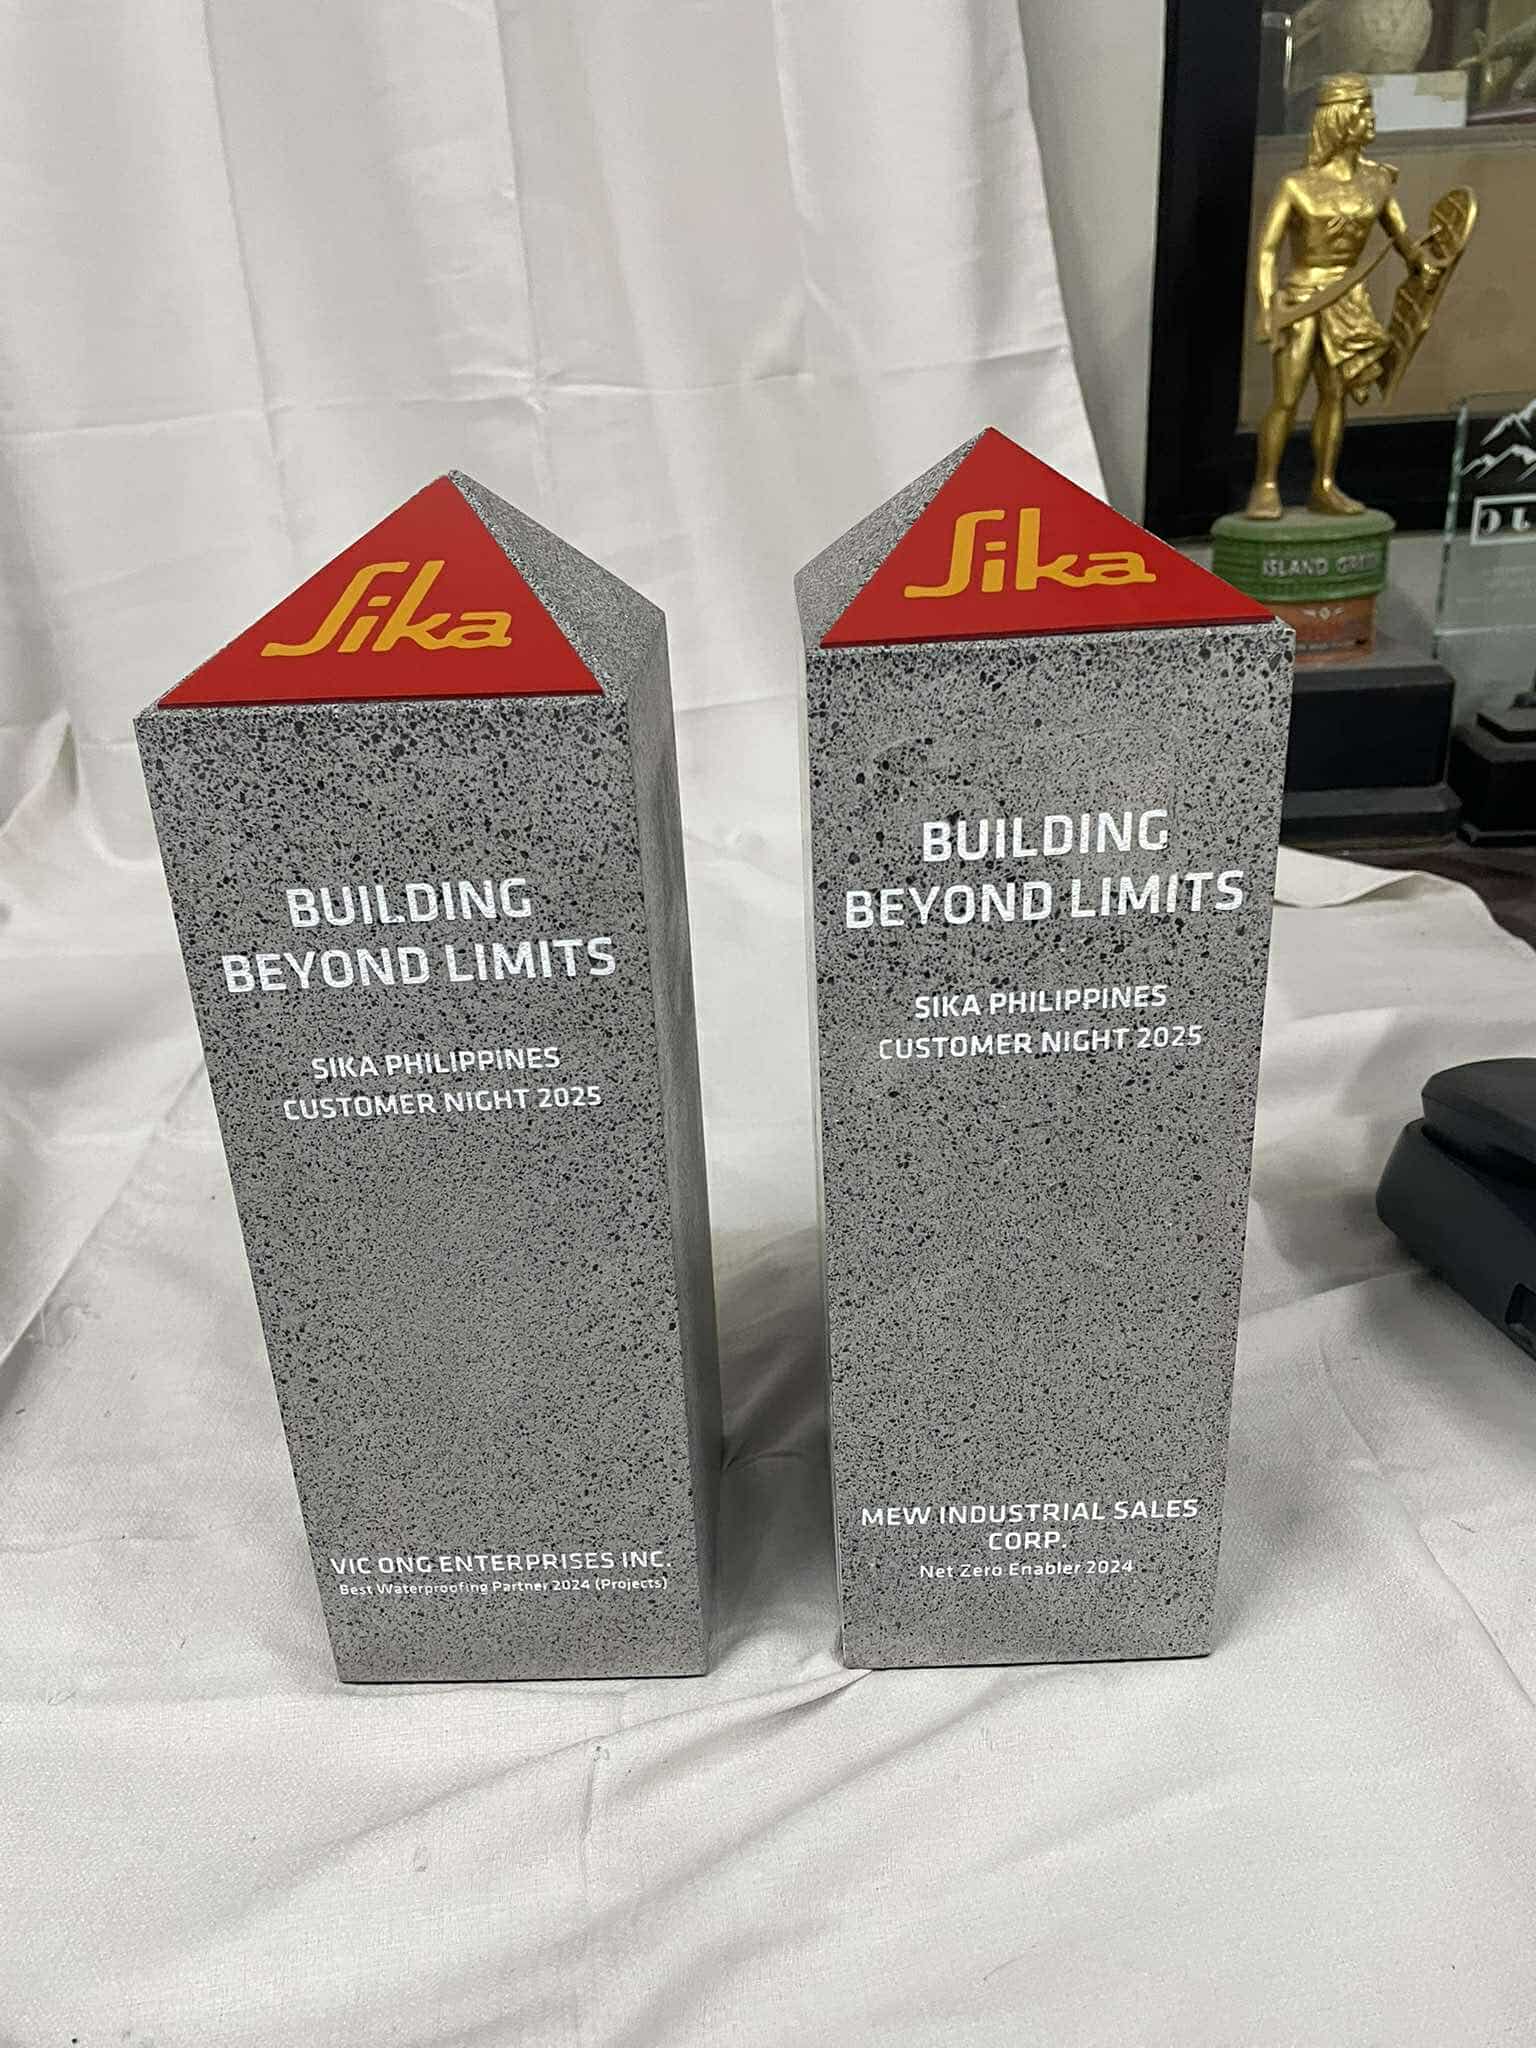 Sika
BUILDING
BEYOND LIMITS
SIKA PHILIPPINES
CUSTOMER NIGHT 2025
VIC ONG ENTERPRISES INC.
Best Waterproofing Partner 2024 (Projects)
Sika
BUILDING
BEYOND LIMITS
SIKA PHILIPPINES
CUSTOMER NIGHT 2025
MEW INDUSTRIAL SALES
CORP.
Net Zero Enabler 2024
ISLAND